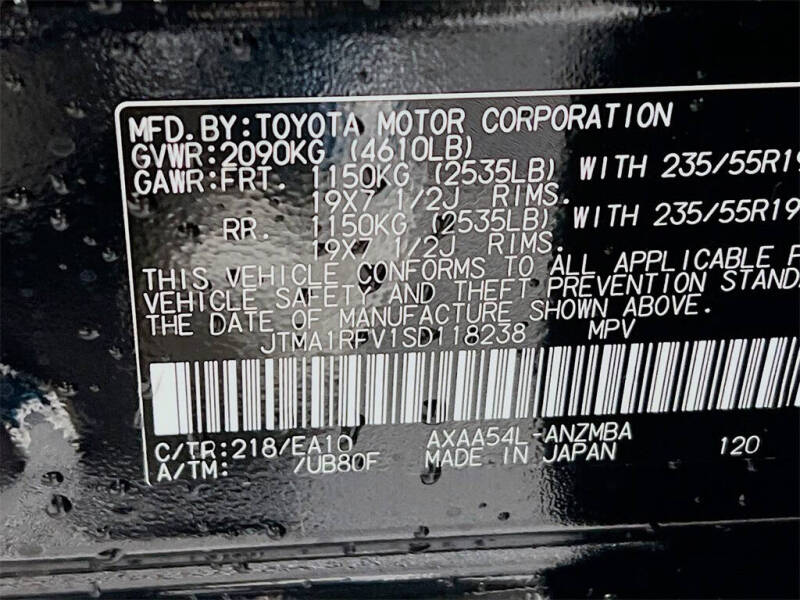 MFD.BY:TOYOTA MOTOR CORPORATION
GVWR:2090KG (4610LB)
GAWR:FRT. 1150KG (2535LB) WITH 235/55R19
19X7 1/2J RIMS.
RR. 1150KG (2535LB) WITH 235/55R19
19X7 1/2J RIMS.
THIS VEHICLE CONFORMS TO ALL APPLICABLE F
VEHICLE SAFETY AND THEFT PREVENTION STANDA
THE DATE OF MANUFACTURE SHOWN ABOVE.
JTMA1RFV1SD118238 MPV
C/TR:218/EA10 AXAA54L-ANZMBA 120
A/TM: /UB80F MADE IN JAPAN